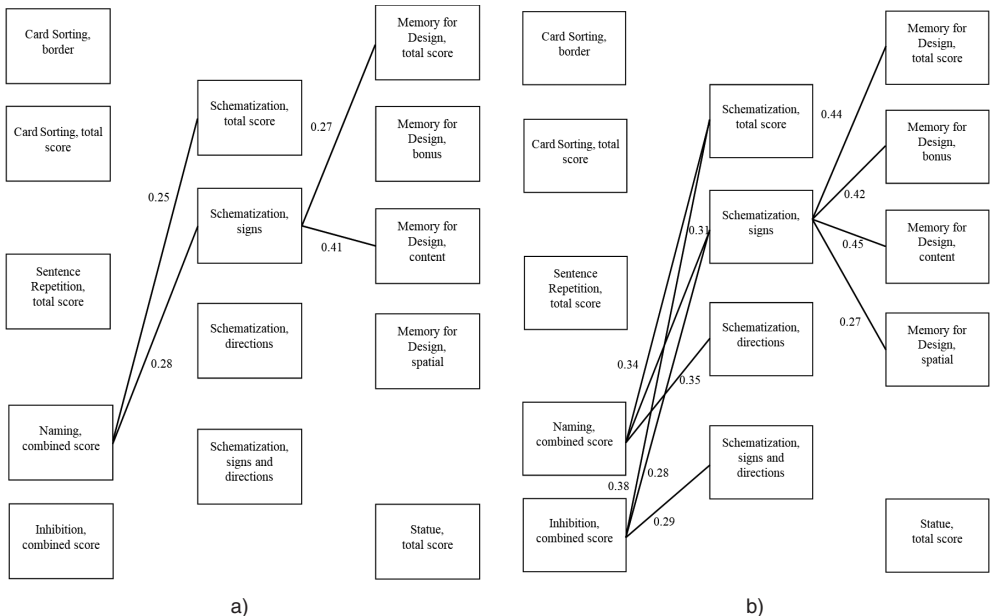 Card Sorting,
border
Card Sorting, total
score
Sentence
Repetition,
total score
Naming,
combined score
Inhibition,
combined score
Schematization,
total score
Schematization,
signs
Schematization,
directions
Schematization,
signs and
directions
Memory for
Design,
total score
Memory for
Design,
bonus
Memory for
Design,
content
Memory for
Design,
spatial
Statue,
total score
0.25
0.28
0.27
0.41
a)
Card Sorting,
border
Card Sorting, total
score
Sentence
Repetition,
total score
Naming,
combined score
Inhibition,
combined score
Schematization,
total score
Schematization,
signs
Schematization,
directions
Schematization,
signs and
directions
Memory for
Design,
total score
Memory for
Design,
bonus
Memory for
Design,
content
Memory for
Design,
spatial
Statue,
total score
0.34
0.31
0.35
0.38
0.28
0.29
0.44
0.42
0.45
0.27
b)